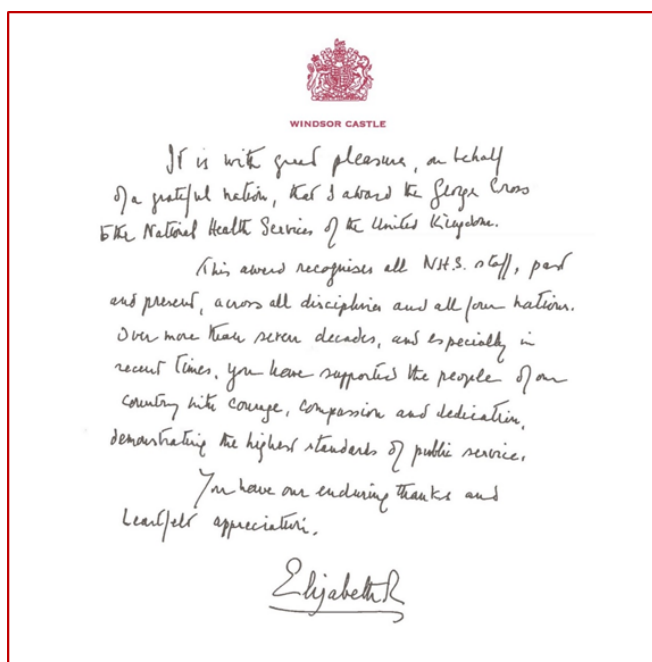 WINDSOR CASTLE
It is with great pleasure, on behalf
of a grateful nation, that I award the George Cross
to the National Health Services of the United Kingdom.
This award recognises all N.H.S. staff, past
and present, across all disciplines and all four nations.
Over more than seven decades, and especially in
recent times, you have supported the people of our
country with courage, compassion and dedication,
demonstrating the highest standards of public service.
You have our enduring thanks and
heartfelt appreciation.
Elizabeth R